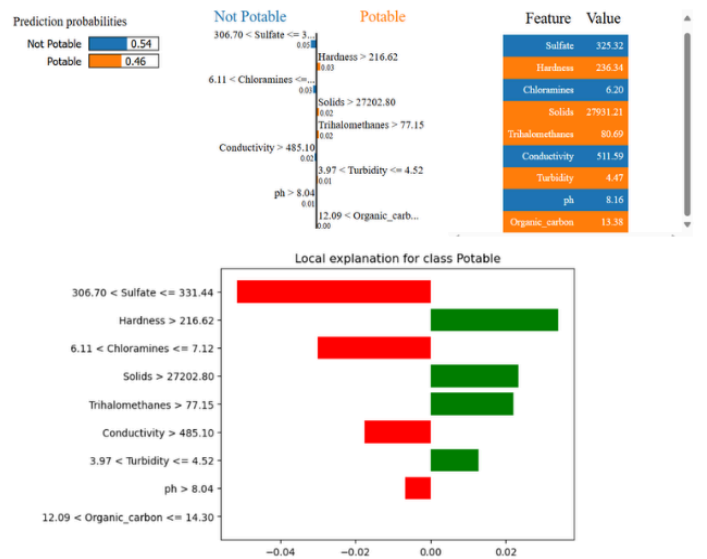 Prediction probabilities
Not Potable 0.54
Potable 0.46
Not Potable Potable
306.70 < Sulfate <= 3...
0.05
Hardness > 216.62
0.03
6.11 < Chloramines <=...
0.03
Solids > 27202.80
0.02
Trihalomethanes > 77.15
0.02
Conductivity > 485.10
0.02
3.97 < Turbidity <= 4.52
0.01
ph > 8.04
0.01
12.09 < Organic_carb...
0.00
Feature Value
Sulfate 325.32
Hardness 236.34
Chloramines 6.20
Solids 27931.21
Trihalomethanes 80.69
Conductivity 511.59
Turbidity 4.47
ph 8.16
Organic_carbon 13.38
Local explanation for class Potable
306.70 < Sulfate <= 331.44
Hardness > 216.62
6.11 < Chloramines <= 7.12
Solids > 27202.80
Trihalomethanes > 77.15
Conductivity > 485.10
3.97 < Turbidity <= 4.52
ph > 8.04
12.09 < Organic_carbon <= 14.30
−0.04 −0.02 0.00 0.02